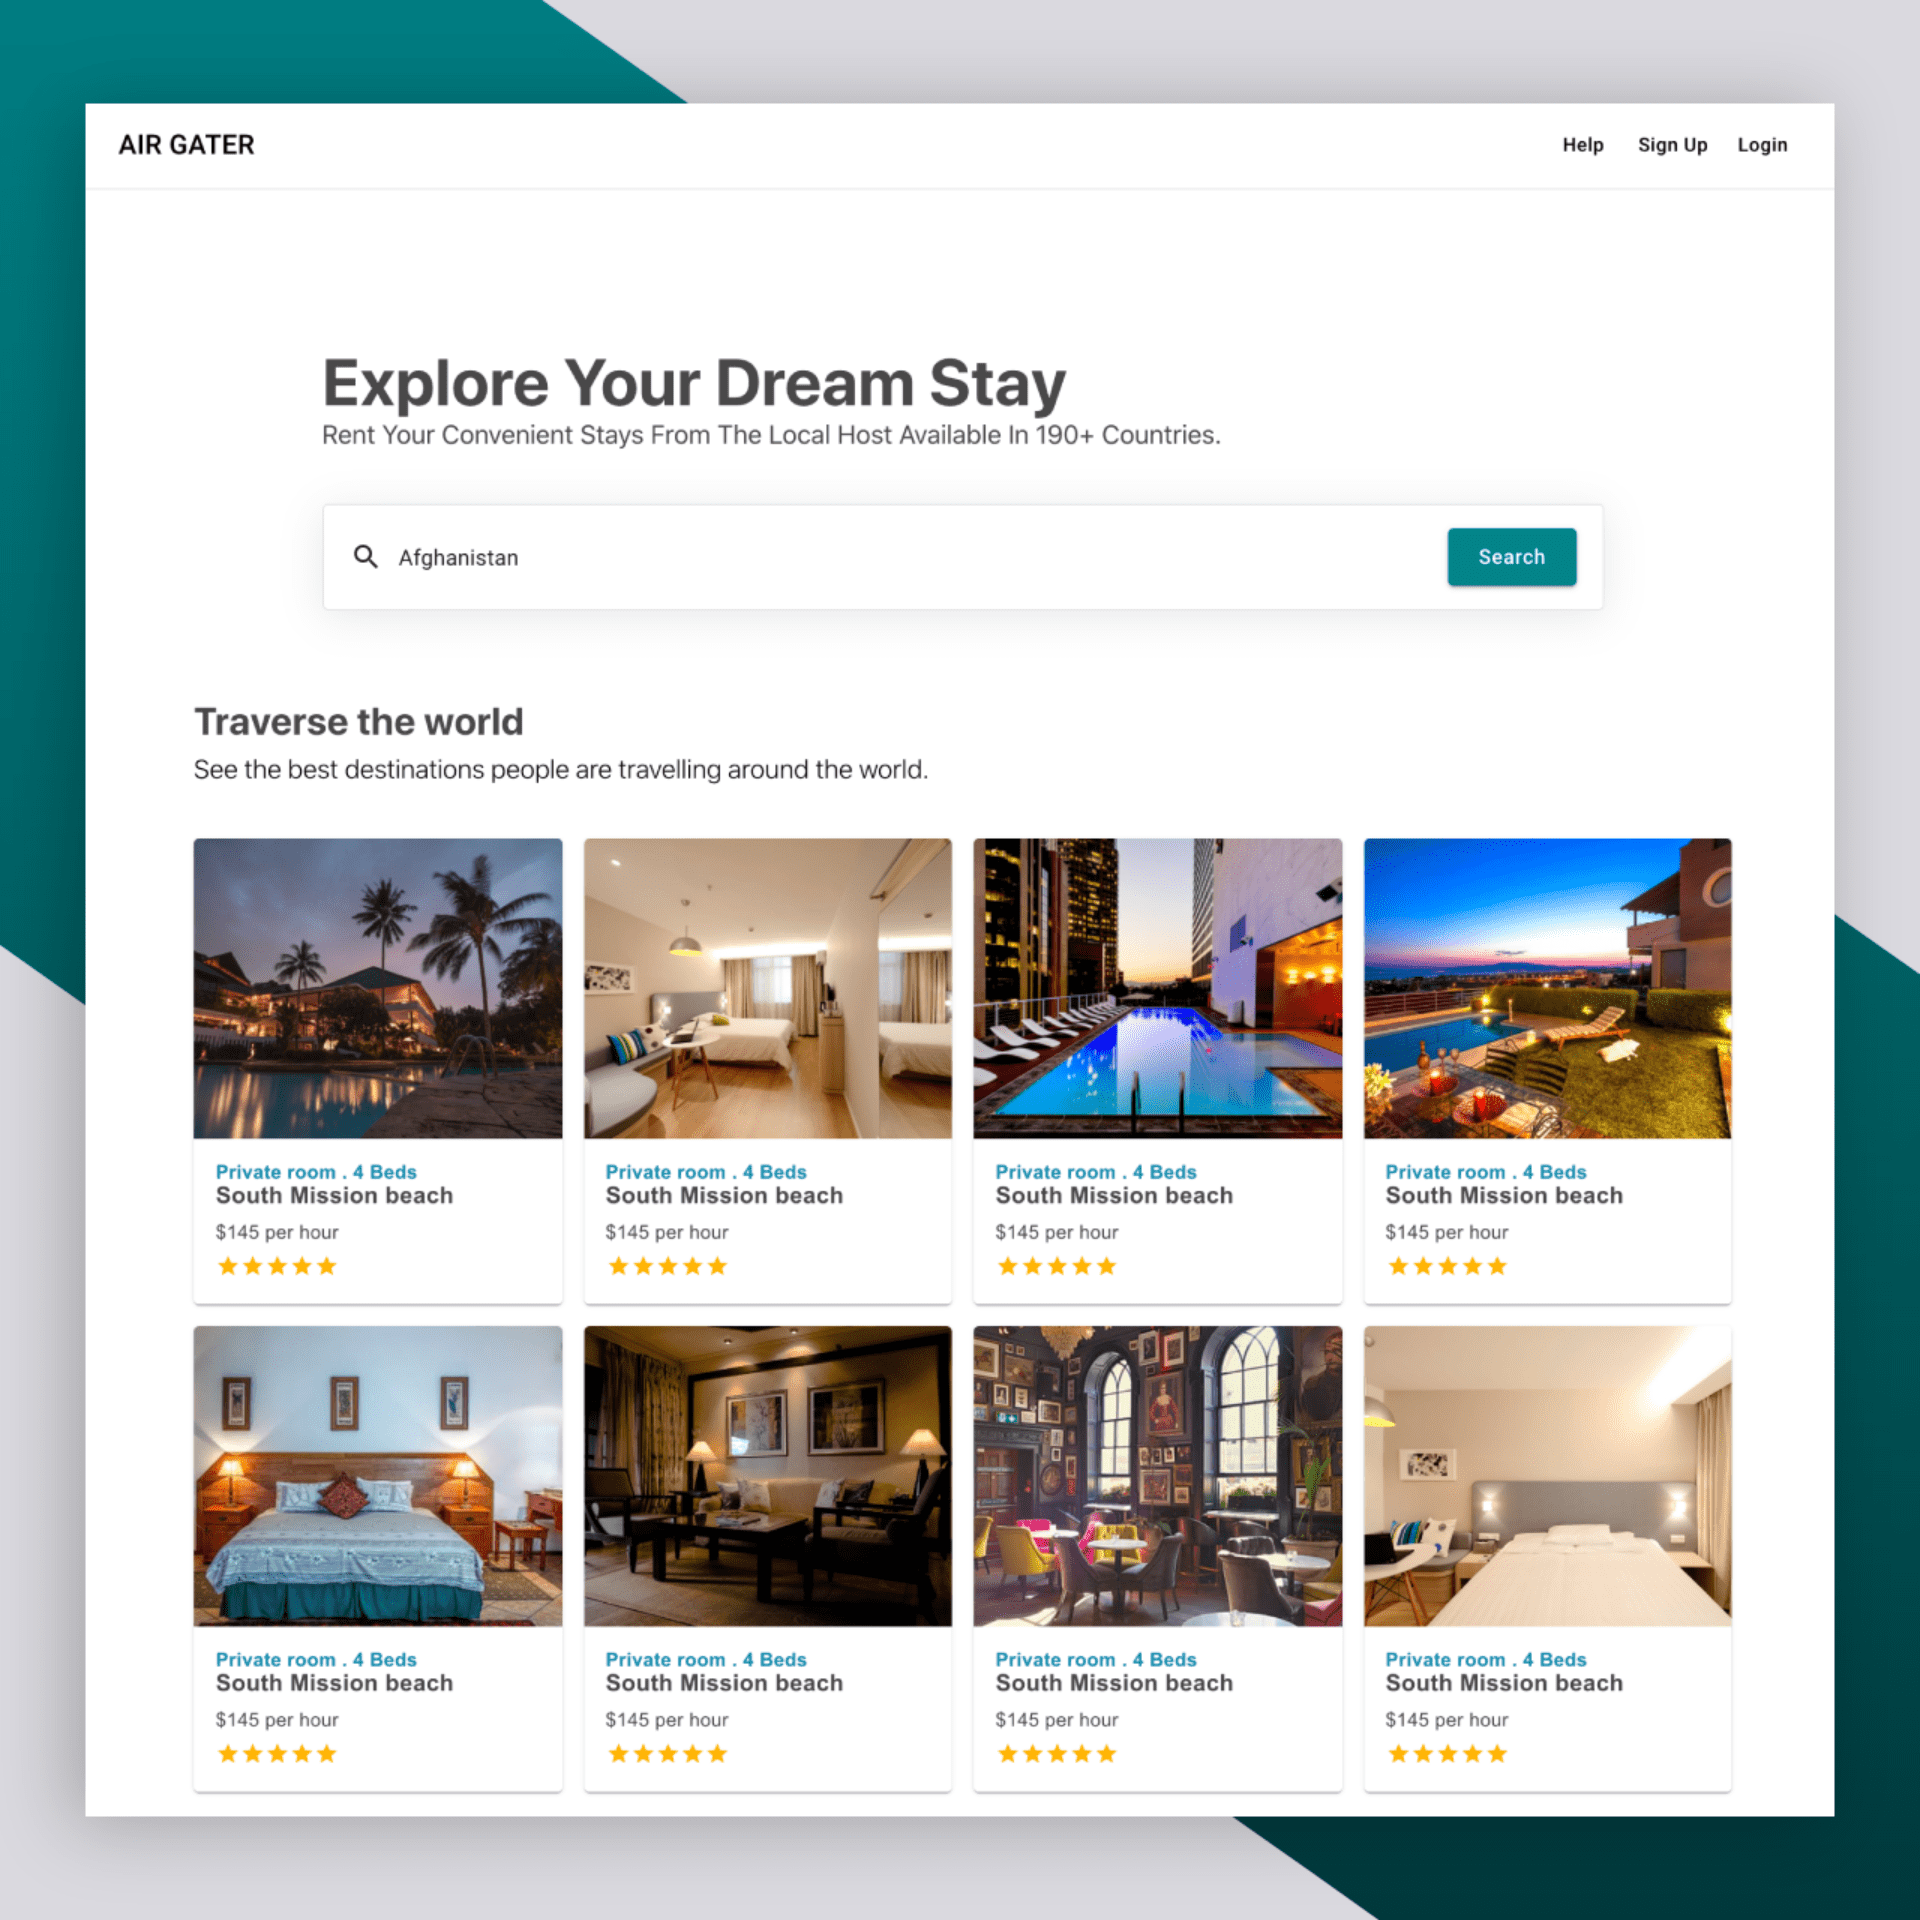 AIR GATER
Help Sign Up Login
Explore Your Dream Stay
Rent Your Convenient Stays From The Local Host Available In 190+ Countries.
Afghanistan Search
Traverse the world
See the best destinations people are travelling around the world.
Private room . 4 Beds
South Mission beach
$145 per hour
Private room . 4 Beds
South Mission beach
$145 per hour
Private room . 4 Beds
South Mission beach
$145 per hour
Private room . 4 Beds
South Mission beach
$145 per hour
Private room . 4 Beds
South Mission beach
$145 per hour
Private room . 4 Beds
South Mission beach
$145 per hour
Private room . 4 Beds
South Mission beach
$145 per hour
Private room . 4 Beds
South Mission beach
$145 per hour